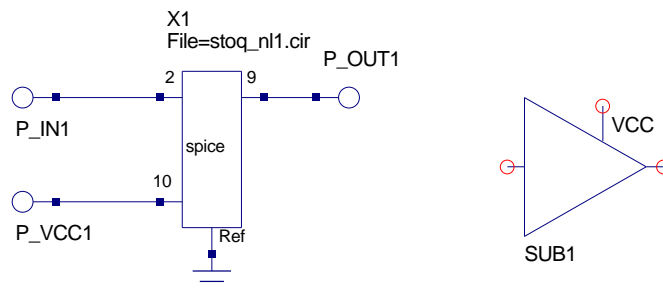 X1
File=stoq_nl1.cir
P_OUT1
2
9
P_IN1
spice
10
P_VCC1
Ref
VCC
SUB1